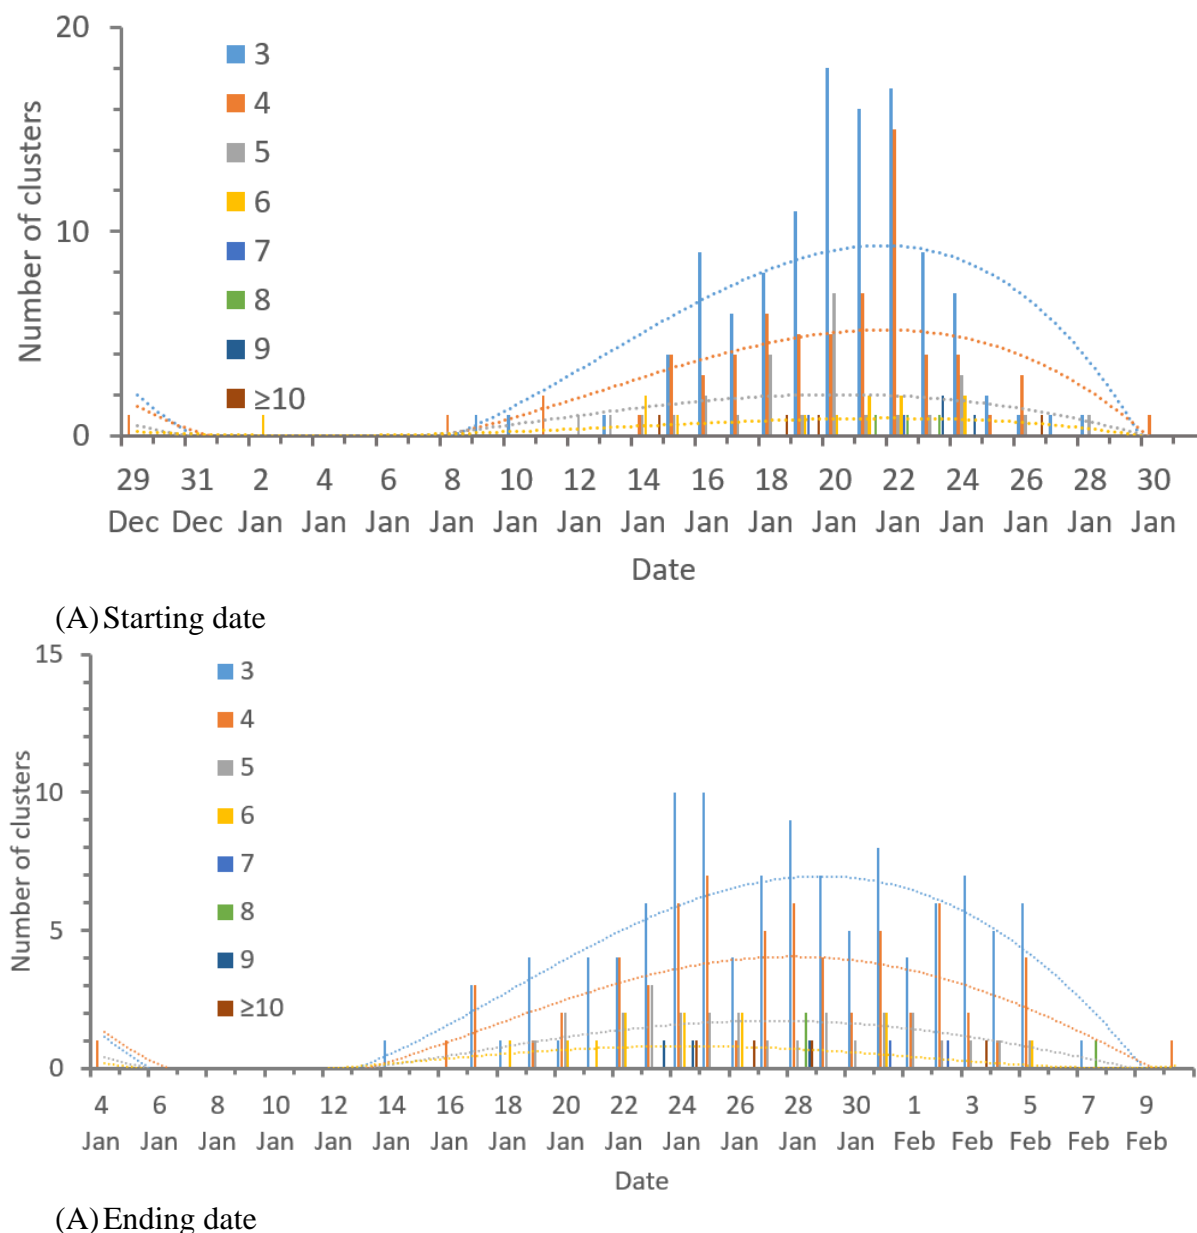 20
10
0
Number of clusters
3
4
5
6
7
8
9
≥10
29 31 2 4 6 8 10 12 14 16 18 20 22 24 26 28 30
Dec Dec Jan Jan Jan Jan Jan Jan Jan Jan Jan Jan Jan Jan Jan Jan Jan
Date
(A) Starting date
15
10
5
0
Number of clusters
3
4
5
6
7
8
9
≥10
4 6 8 10 12 14 16 18 20 22 24 26 28 30 1 3 5 7 9
Jan Jan Jan Jan Jan Jan Jan Jan Jan Jan Jan Jan Jan Jan Feb Feb Feb Feb Feb
Date
(A) Ending date